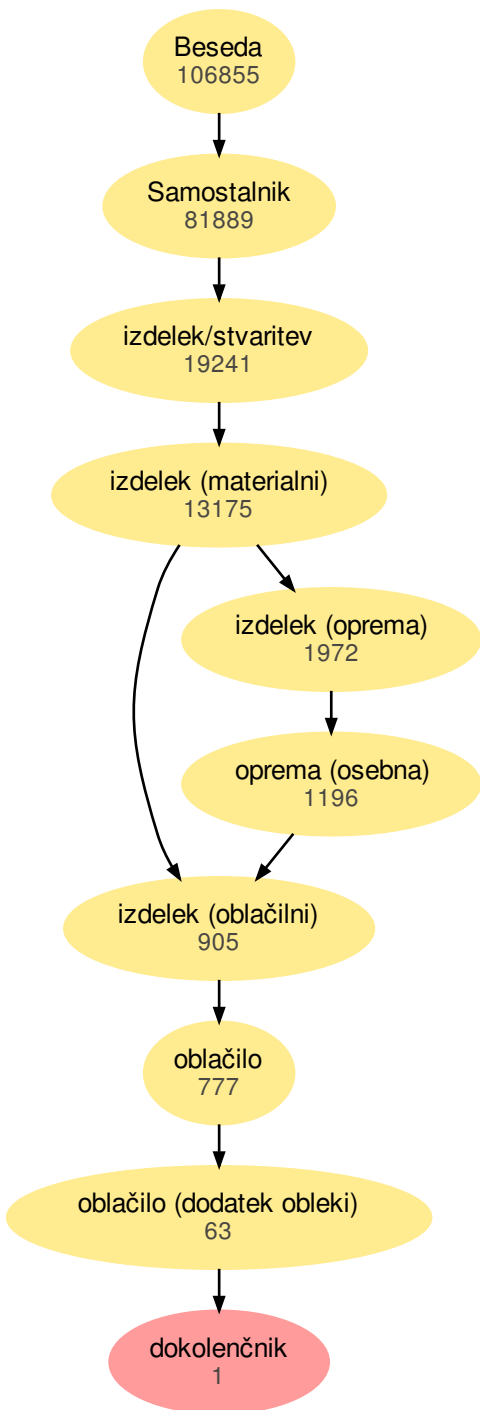 Beseda
106855
Samostalnik
81889
izdelek/stvaritev
19241
izdelek (materialni)
13175
izdelek (oprema)
1972
oprema (osebna)
1196
izdelek (oblačilni)
905
oblačilo
777
oblačilo (dodatek obleki)
63
dokolenčnik
1